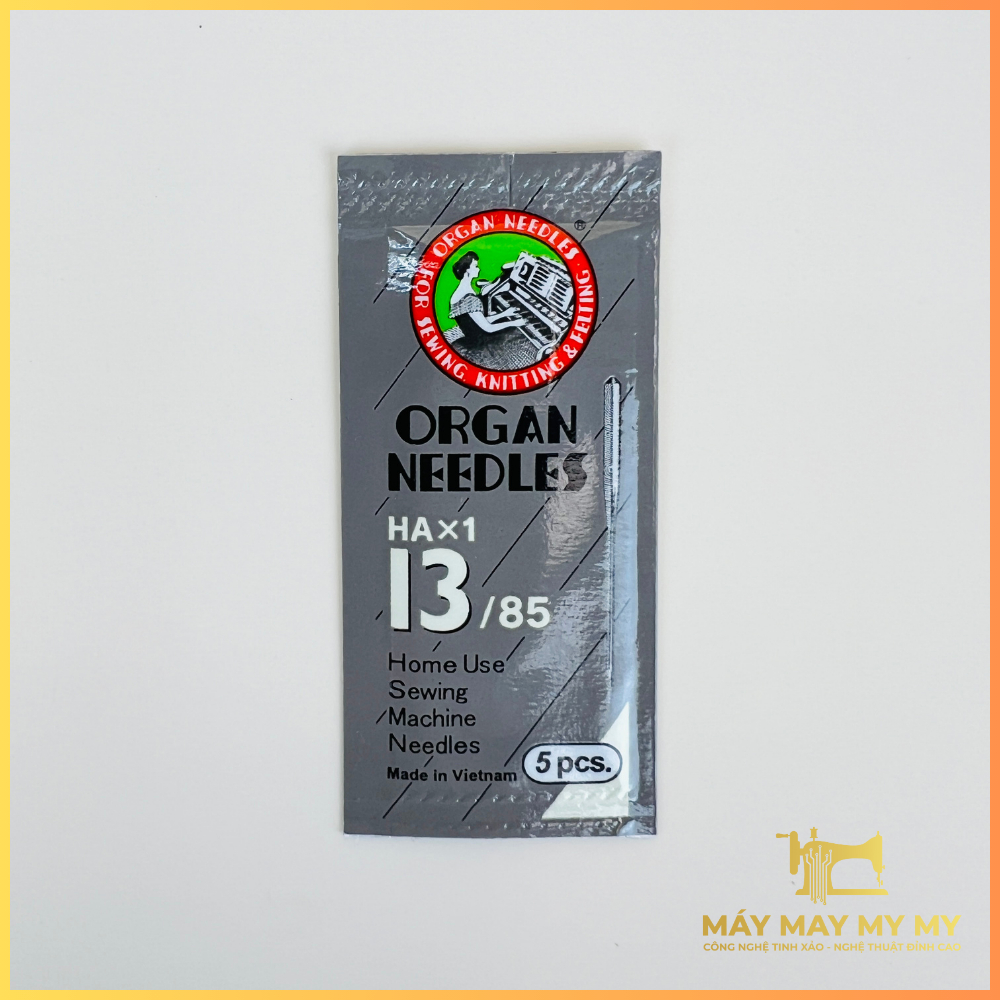 ORGAN NEEDLES ·
FOR SEWING, KNITTING & FELTING
®
ORGAN
NEEDLES
HA×1
13/85
Home Use
Sewing
Machine
Needles
Made in Vietnam
5 pcs.
MÁY MAY MY MY
CÔNG NGHỆ TINH XẢO - NGHỆ THUẬT ĐỈNH CAO